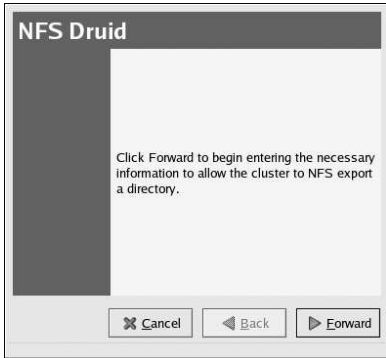 NFS Druid
Click Forward to begin entering the necessary
information to allow the cluster to NFS export
a directory.
Cancel Back Forward